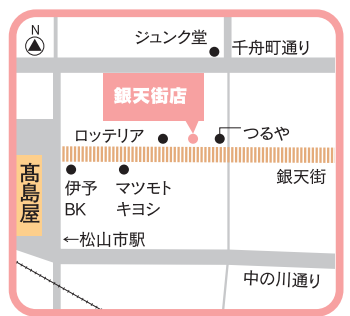 N
ジュンク堂
千舟町通り
銀天街店
ロッテリア
つるや
銀天街
伊予
BK
マツモト
キヨシ
髙島屋
←松山市駅
中の川通り